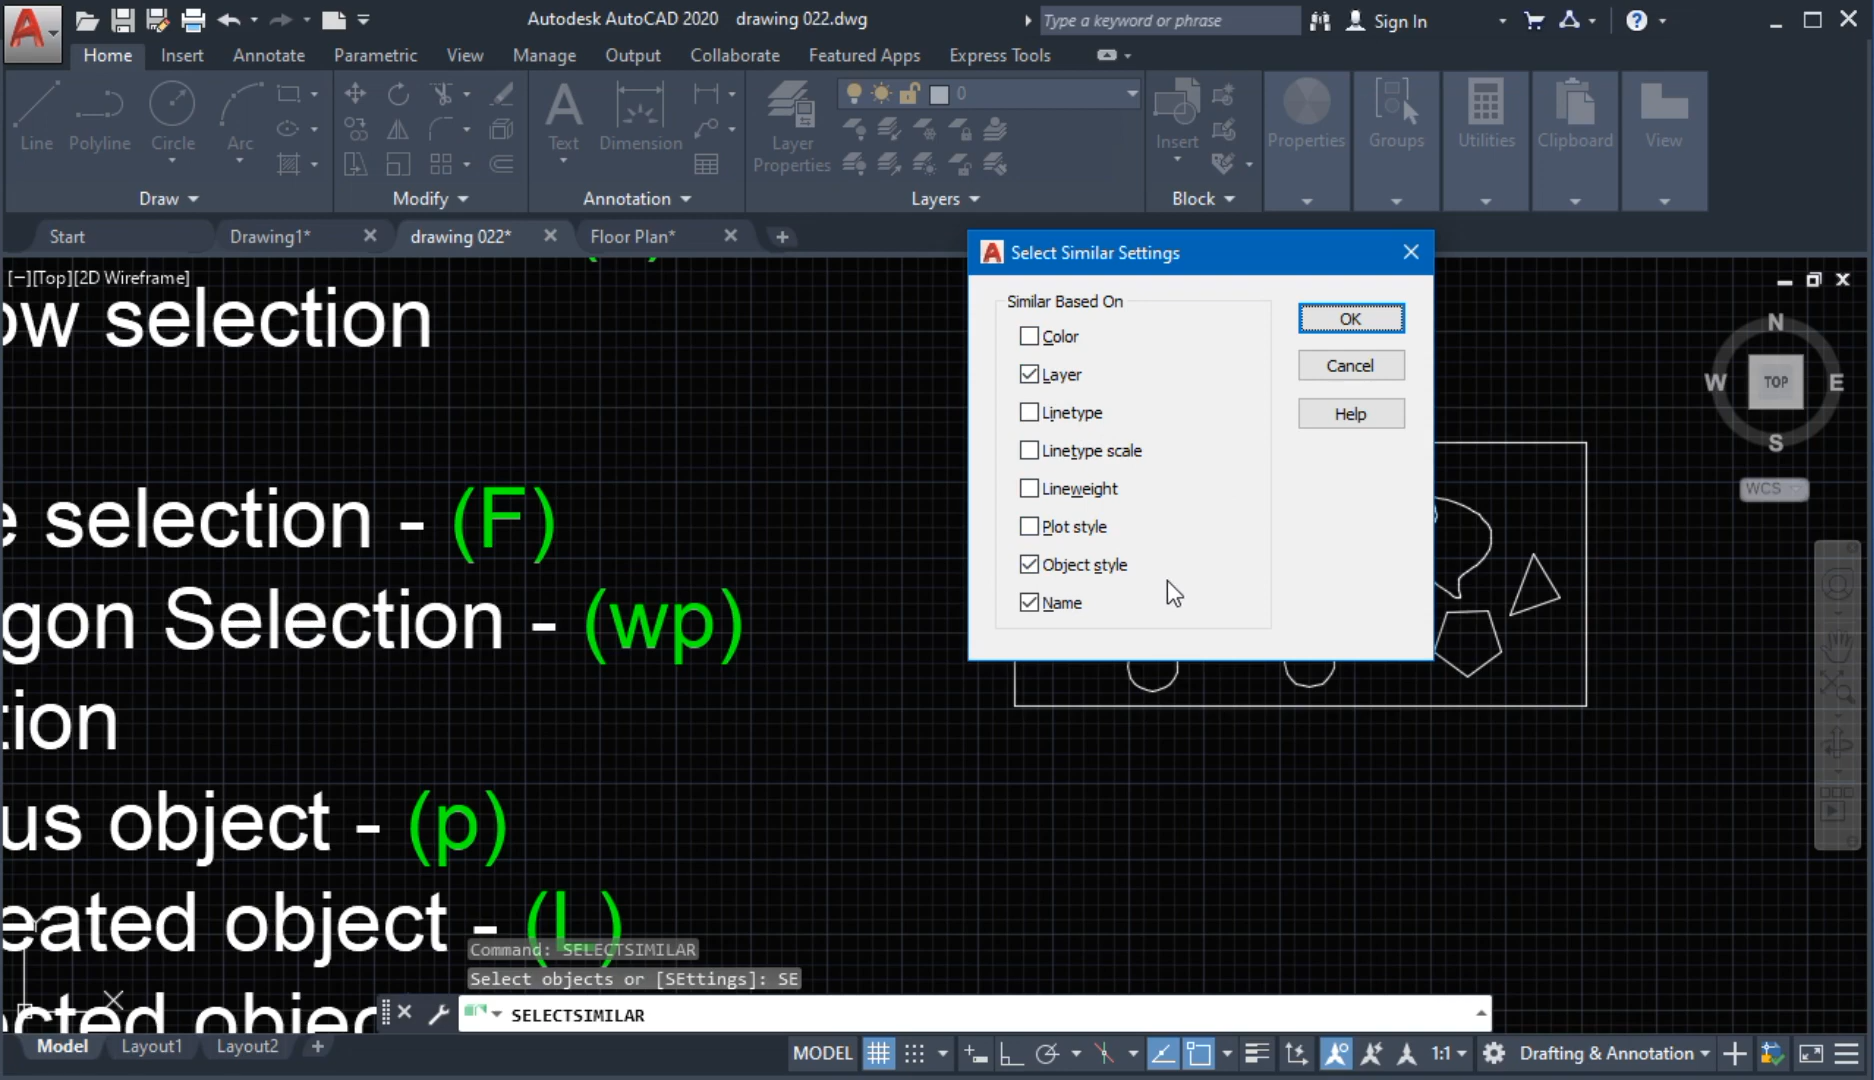 Autodesk AutoCAD 2020 drawing 022.dwg
Type a keyword or phrase
Sign In
Home
Insert
Annotate
Parametric
View
Manage
Output
Collaborate
Featured Apps
Express Tools
Line
Polyline
Circle
Arc
Text
Dimension
Layer
Properties
0
Insert
Properties
Groups
Utilities
Clipboard
View
Draw
Modify
Annotation
Layers
Block
Start
Drawing1*
drawing 022*
Floor Plan*
[−][Top][2D Wireframe]
ow selection
e selection - (F)
gon Selection - (wp)
tion
us object - (p)
eated object - (L)
cted objec
Select Similar Settings
Similar Based On
Color
Layer
Linetype
Linetype scale
Lineweight
Plot style
Object style
Name
OK
Cancel
Help
N
W
TOP
E
S
WCS
Command: SELECTSIMILAR
Select objects or [SEttings]: SE
SELECTSIMILAR
Model
Layout1
Layout2
MODEL
1:1
Drafting & Annotation